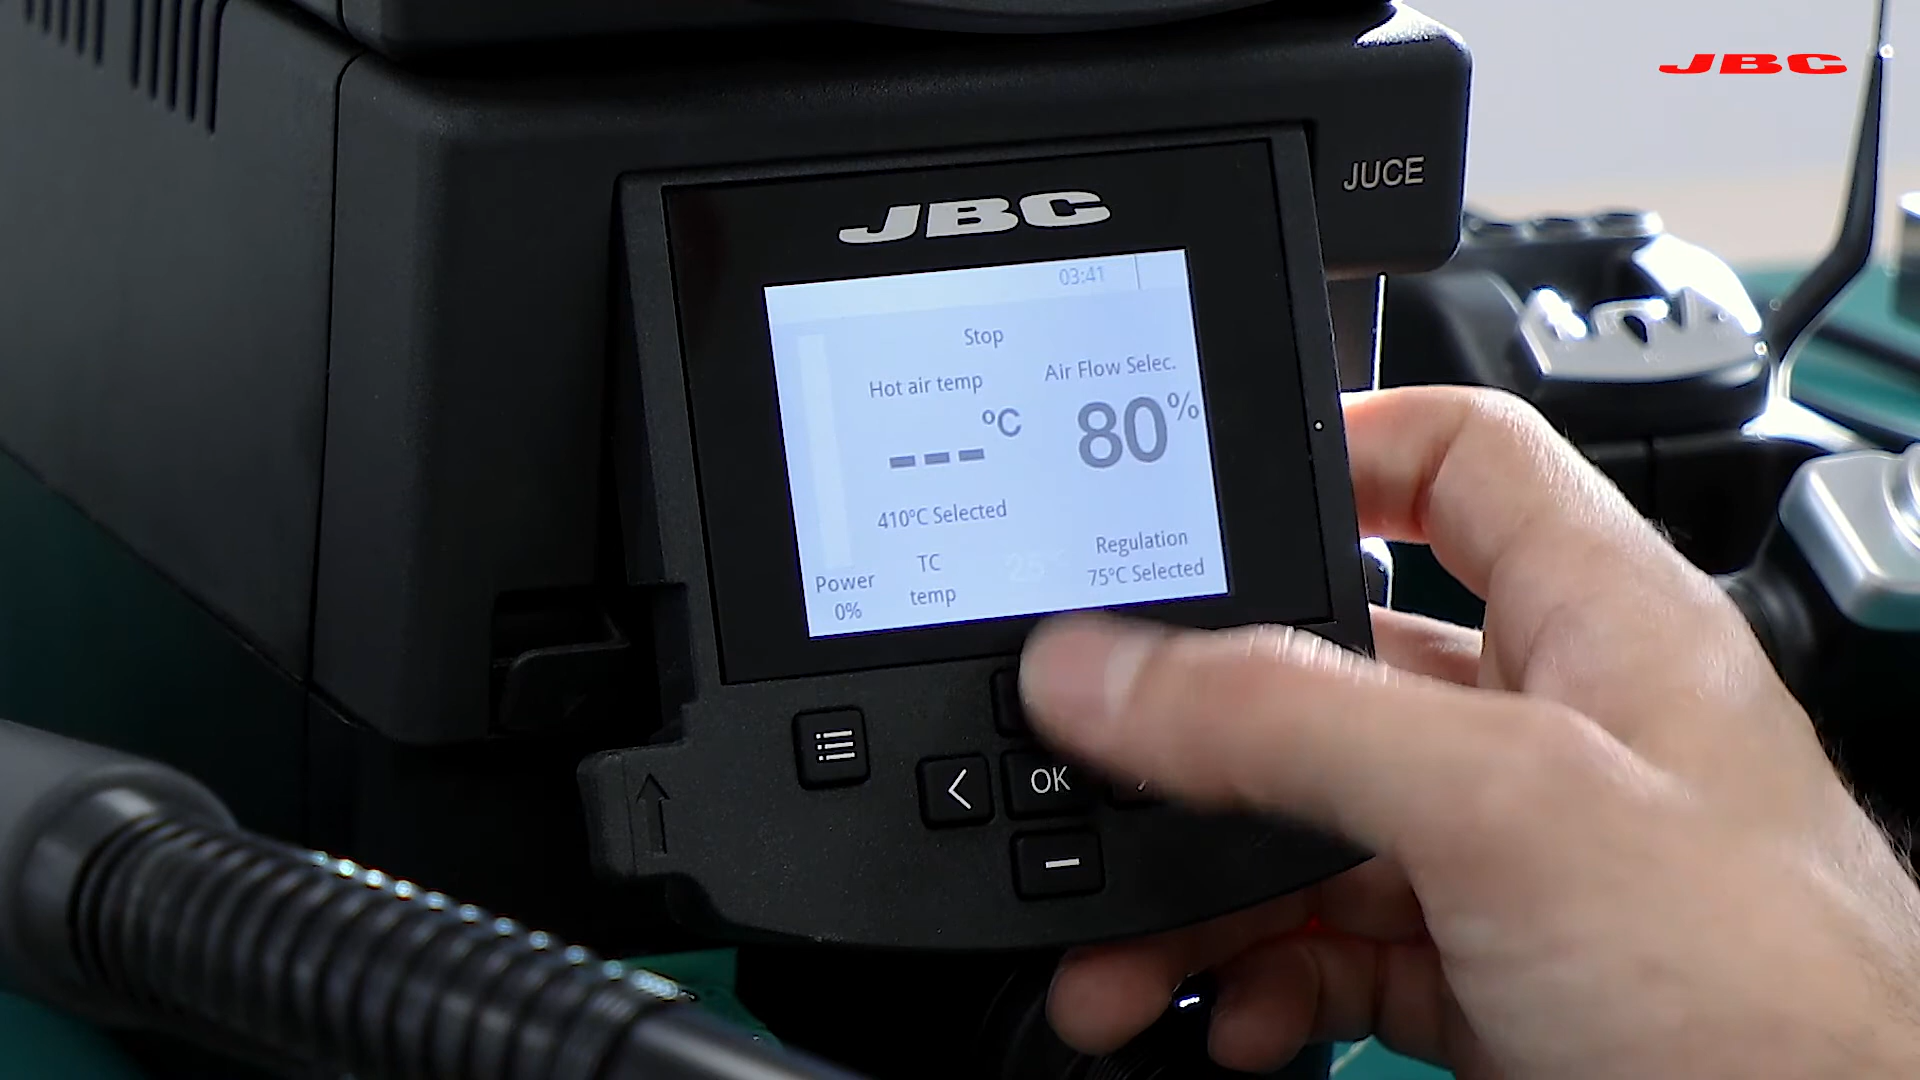 JBC
JUCE
JBC
03:41
Stop
Hot air temp
Air Flow Selec.
---°C
80%
410°C Selected
Regulation
75°C Selected
TC
temp
Power
0%
<
OK
−